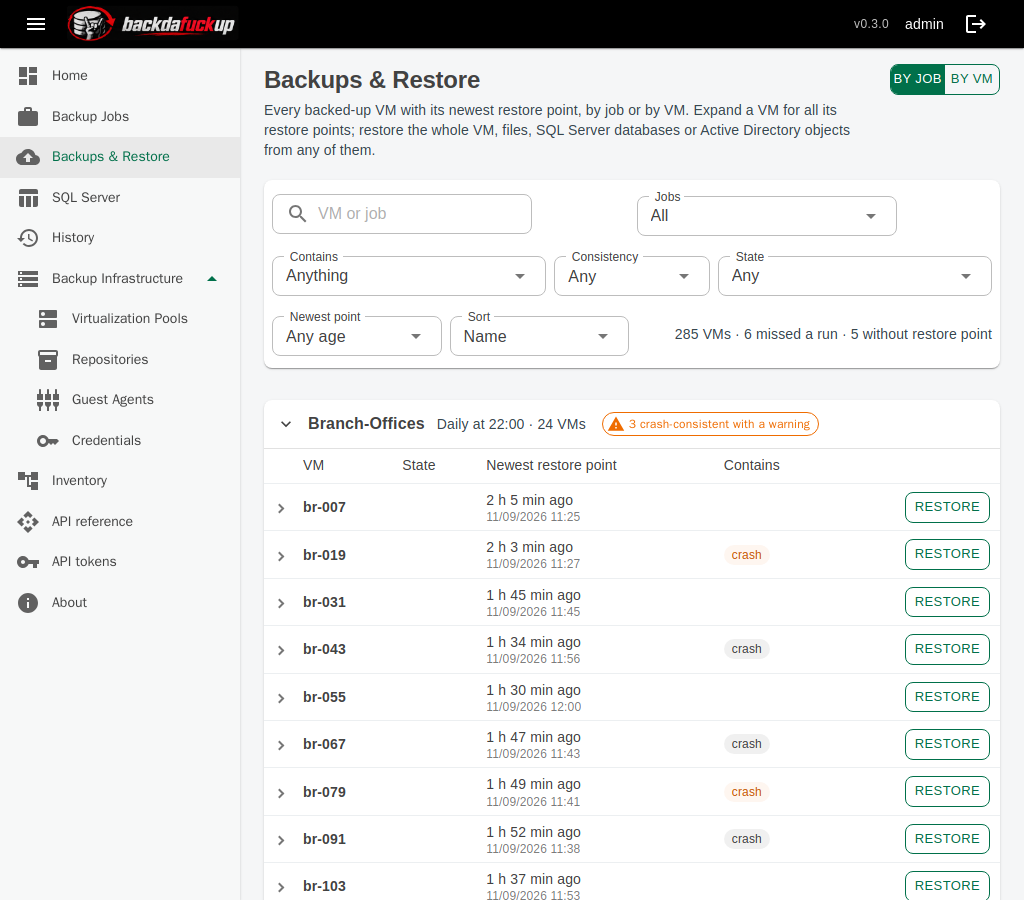 backdafuckup
v0.3.0
admin
Home
Backup Jobs
Backups & Restore
SQL Server
History
Backup Infrastructure
Virtualization Pools
Repositories
Guest Agents
Credentials
Inventory
API reference
API tokens
About
Backups & Restore
BY JOB
BY VM
Every backed-up VM with its newest restore point, by job or by VM. Expand a VM for all its
restore points; restore the whole VM, files, SQL Server databases or Active Directory objects
from any of them.
VM or job
Jobs
All
Contains
Anything
Consistency
Any
State
Any
Newest point
Any age
Sort
Name
285 VMs · 6 missed a run · 5 without restore point
Branch-Offices
Daily at 22:00 · 24 VMs
3 crash-consistent with a warning
VM
State
Newest restore point
Contains
br-007
2 h 5 min ago
11/09/2026 11:25
RESTORE
br-019
2 h 3 min ago
11/09/2026 11:27
crash
RESTORE
br-031
1 h 45 min ago
11/09/2026 11:45
RESTORE
br-043
1 h 34 min ago
11/09/2026 11:56
crash
RESTORE
br-055
1 h 30 min ago
11/09/2026 12:00
RESTORE
br-067
1 h 47 min ago
11/09/2026 11:43
crash
RESTORE
br-079
1 h 49 min ago
11/09/2026 11:41
crash
RESTORE
br-091
1 h 52 min ago
11/09/2026 11:38
crash
RESTORE
br-103
1 h 37 min ago
11/09/2026 11:53
RESTORE